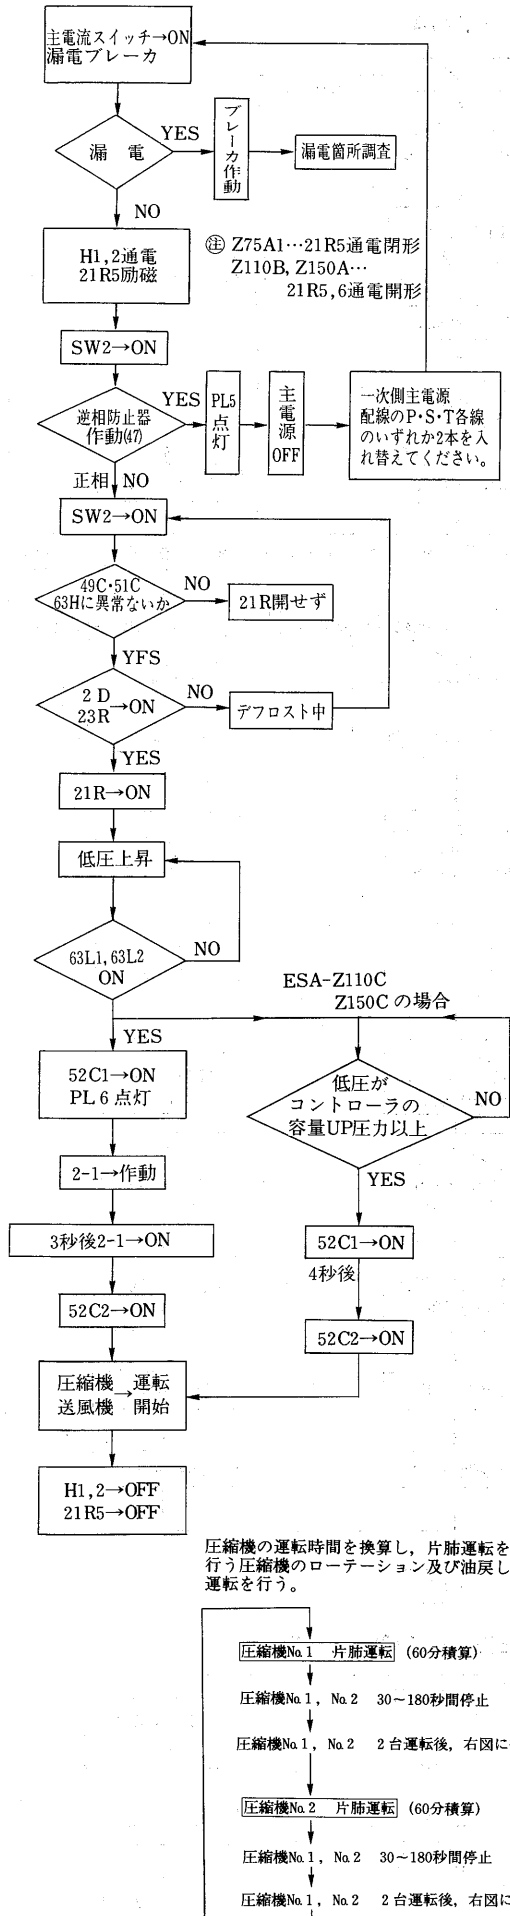 主電流スイッチ→ON
漏電ブレーカ
漏 電
YES
ブレーカ作動
漏電箇所調査
NO
H1,2通電
21R5励磁
㊟ Z75A1…21R5通電閉形
Z110B, Z150A…
21R5,6通電開形
SW2→ON
逆相防止器
作動(47)
YES
PL5
点灯
主電源
OFF
一次側主電源
配線のP・S・T各線
のいずれか2本を入
れ替えてください。
正相 NO
SW2→ON
49C・51C
63Hに異常ないか
NO
21R開せず
YFS
2 D
23R →ON
NO
デフロスト中
YES
21R→ON
低圧上昇
63L1, 63L2
ON
NO
ESA-Z110C
Z150C の場合
YES
52C1→ON
PL 6 点灯
低圧が
コントローラの
容量UP圧力以上
NO
YES
2-1→作動
3秒後2-1→ON
52C1→ON
4秒後
52C2→ON
52C2→ON
圧縮機→運転
送風機 開始
H1,2→OFF
21R5→OFF
圧縮機の運転時間を換算し，片肺運転を
行う圧縮機のローテーション及び油戻し
運転を行う。
圧縮機No.1 片肺運転 (60分積算)
圧縮機No.1, No.2 30～180秒間停止
圧縮機No.1, No.2 2台運転後，右図に
圧縮機No.2 片肺運転 (60分積算)
圧縮機No.1, No.2 30～180秒間停止
圧縮機No.1, No.2 2台運転後，右図に